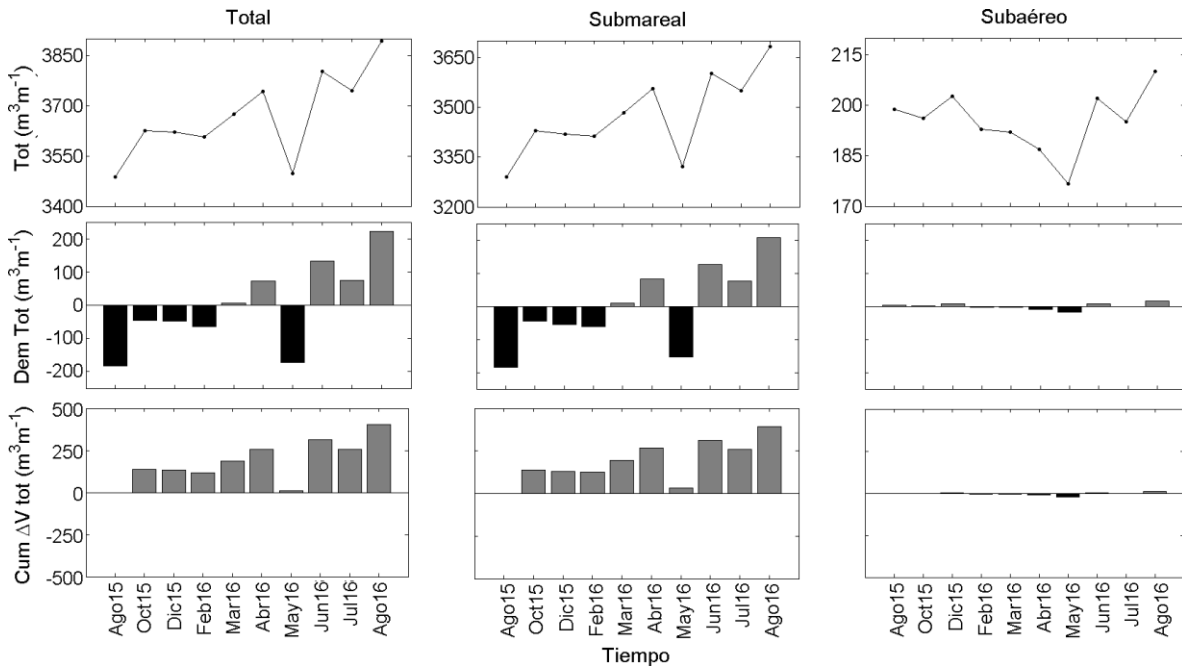 Total
Submareal
Subaéreo
Tot (m³m⁻¹)
3850
3700
3550
3400
3650
3500
3350
3200
215
200
185
170
Dem Tot (m³m⁻¹)
200
100
0
-100
-200
Cum ΔV tot (m³m⁻¹)
500
250
0
-250
-500
Ago15
Oct15
Dic15
Feb16
Mar16
Abr16
May16
Jun16
Jul16
Ago16
Ago15
Oct15
Dic15
Feb16
Mar16
Abr16
May16
Jun16
Jul16
Ago16
Ago15
Oct15
Dic15
Feb16
Mar16
Abr16
May16
Jun16
Jul16
Ago16
Tiempo